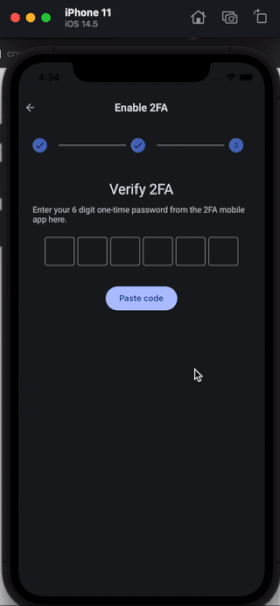 iPhone 11
iOS 14.5
4:34
Enable 2FA
3
Verify 2FA
Enter your 6 digit one-time password from the 2FA mobile
app here.
Paste code